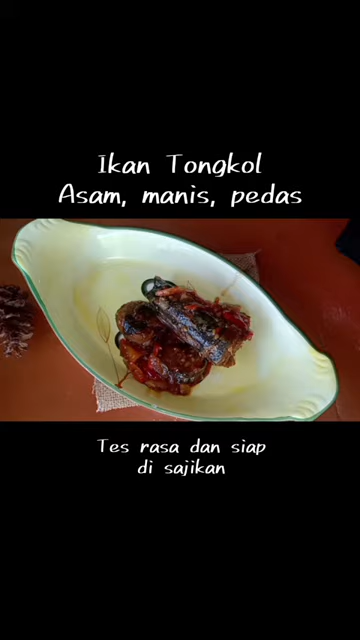 Ikan Tongkol
Asam, manis, pedas
Tes rasa dan siap
di sajikan